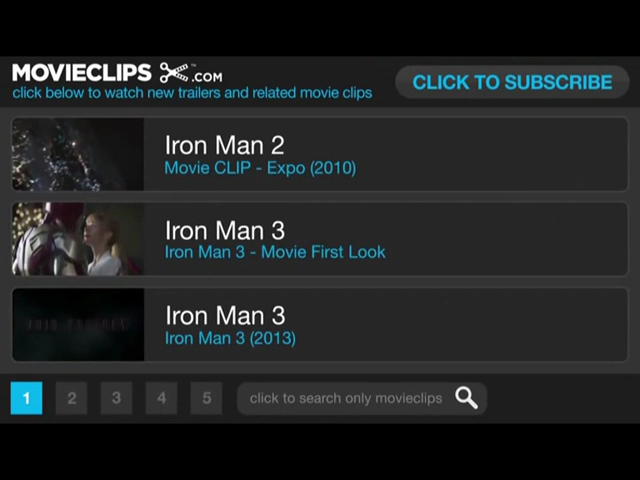 MOVIECLIPS ™ .COM
click below to watch new trailers and related movie clips
CLICK TO SUBSCRIBE
Iron Man 2
Movie CLIP - Expo (2010)
Iron Man 3
Iron Man 3 - Movie First Look
Iron Man 3
Iron Man 3 (2013)
1 2 3 4 5 click to search only movieclips